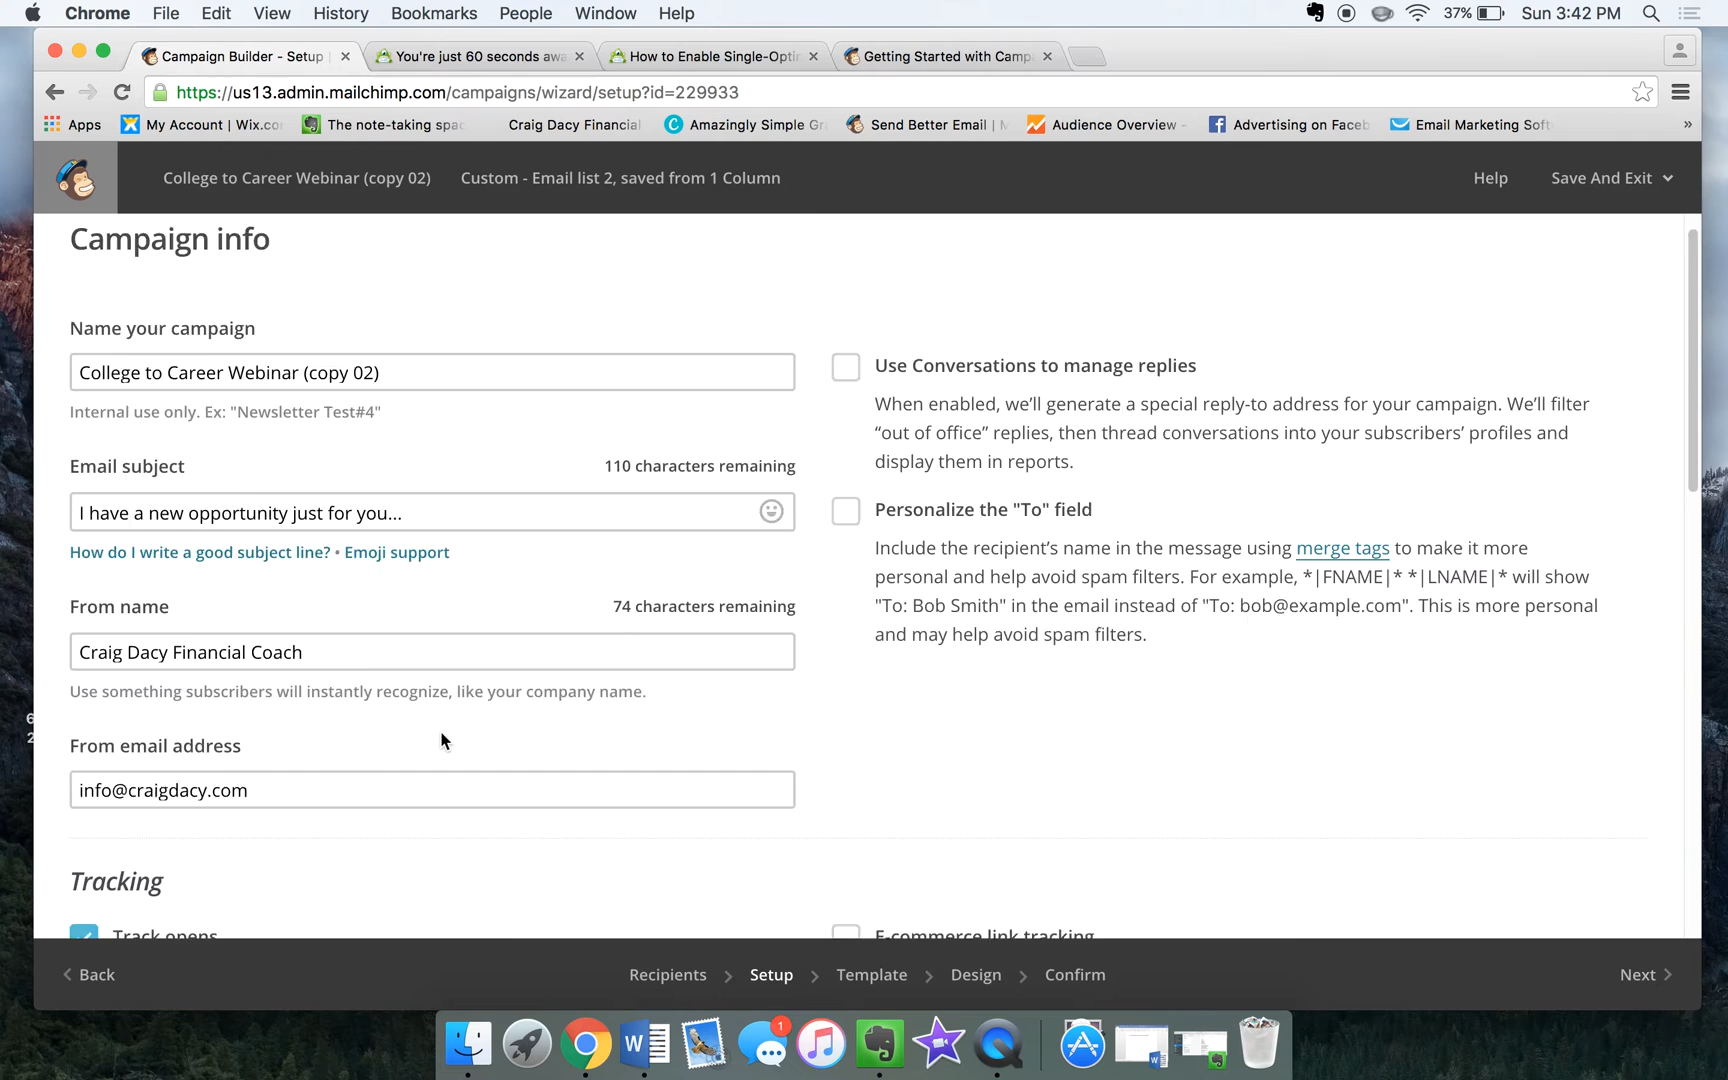 Chrome File Edit View History Bookmarks People Window Help 37% Sun 3:42 PM
Campaign Builder - Setup You're just 60 seconds awa How to Enable Single-Opti Getting Started with Camp
https://us13.admin.mailchimp.com/campaigns/wizard/setup?id=229933
Apps My Account | Wix.co The note-taking spac Craig Dacy Financial Amazingly Simple Gr Send Better Email | Audience Overview - Advertising on Faceb Email Marketing Soft »
College to Career Webinar (copy 02) Custom - Email list 2, saved from 1 Column Help Save And Exit
Campaign info
Name your campaign
College to Career Webinar (copy 02)
Internal use only. Ex: "Newsletter Test#4"
Email subject 110 characters remaining
I have a new opportunity just for you...
How do I write a good subject line? • Emoji support
From name 74 characters remaining
Craig Dacy Financial Coach
Use something subscribers will instantly recognize, like your company name.
From email address
info@craigdacy.com
Use Conversations to manage replies
When enabled, we'll generate a special reply-to address for your campaign. We'll filter
“out of office” replies, then thread conversations into your subscribers’ profiles and
display them in reports.
Personalize the "To" field
Include the recipient’s name in the message using merge tags to make it more
personal and help avoid spam filters. For example, *|FNAME|* *|LNAME|* will show
"To: Bob Smith" in the email instead of "To: bob@example.com". This is more personal
and may help avoid spam filters.
Tracking
Track opens E-commerce link tracking
Back Recipients Setup Template Design Confirm Next
1